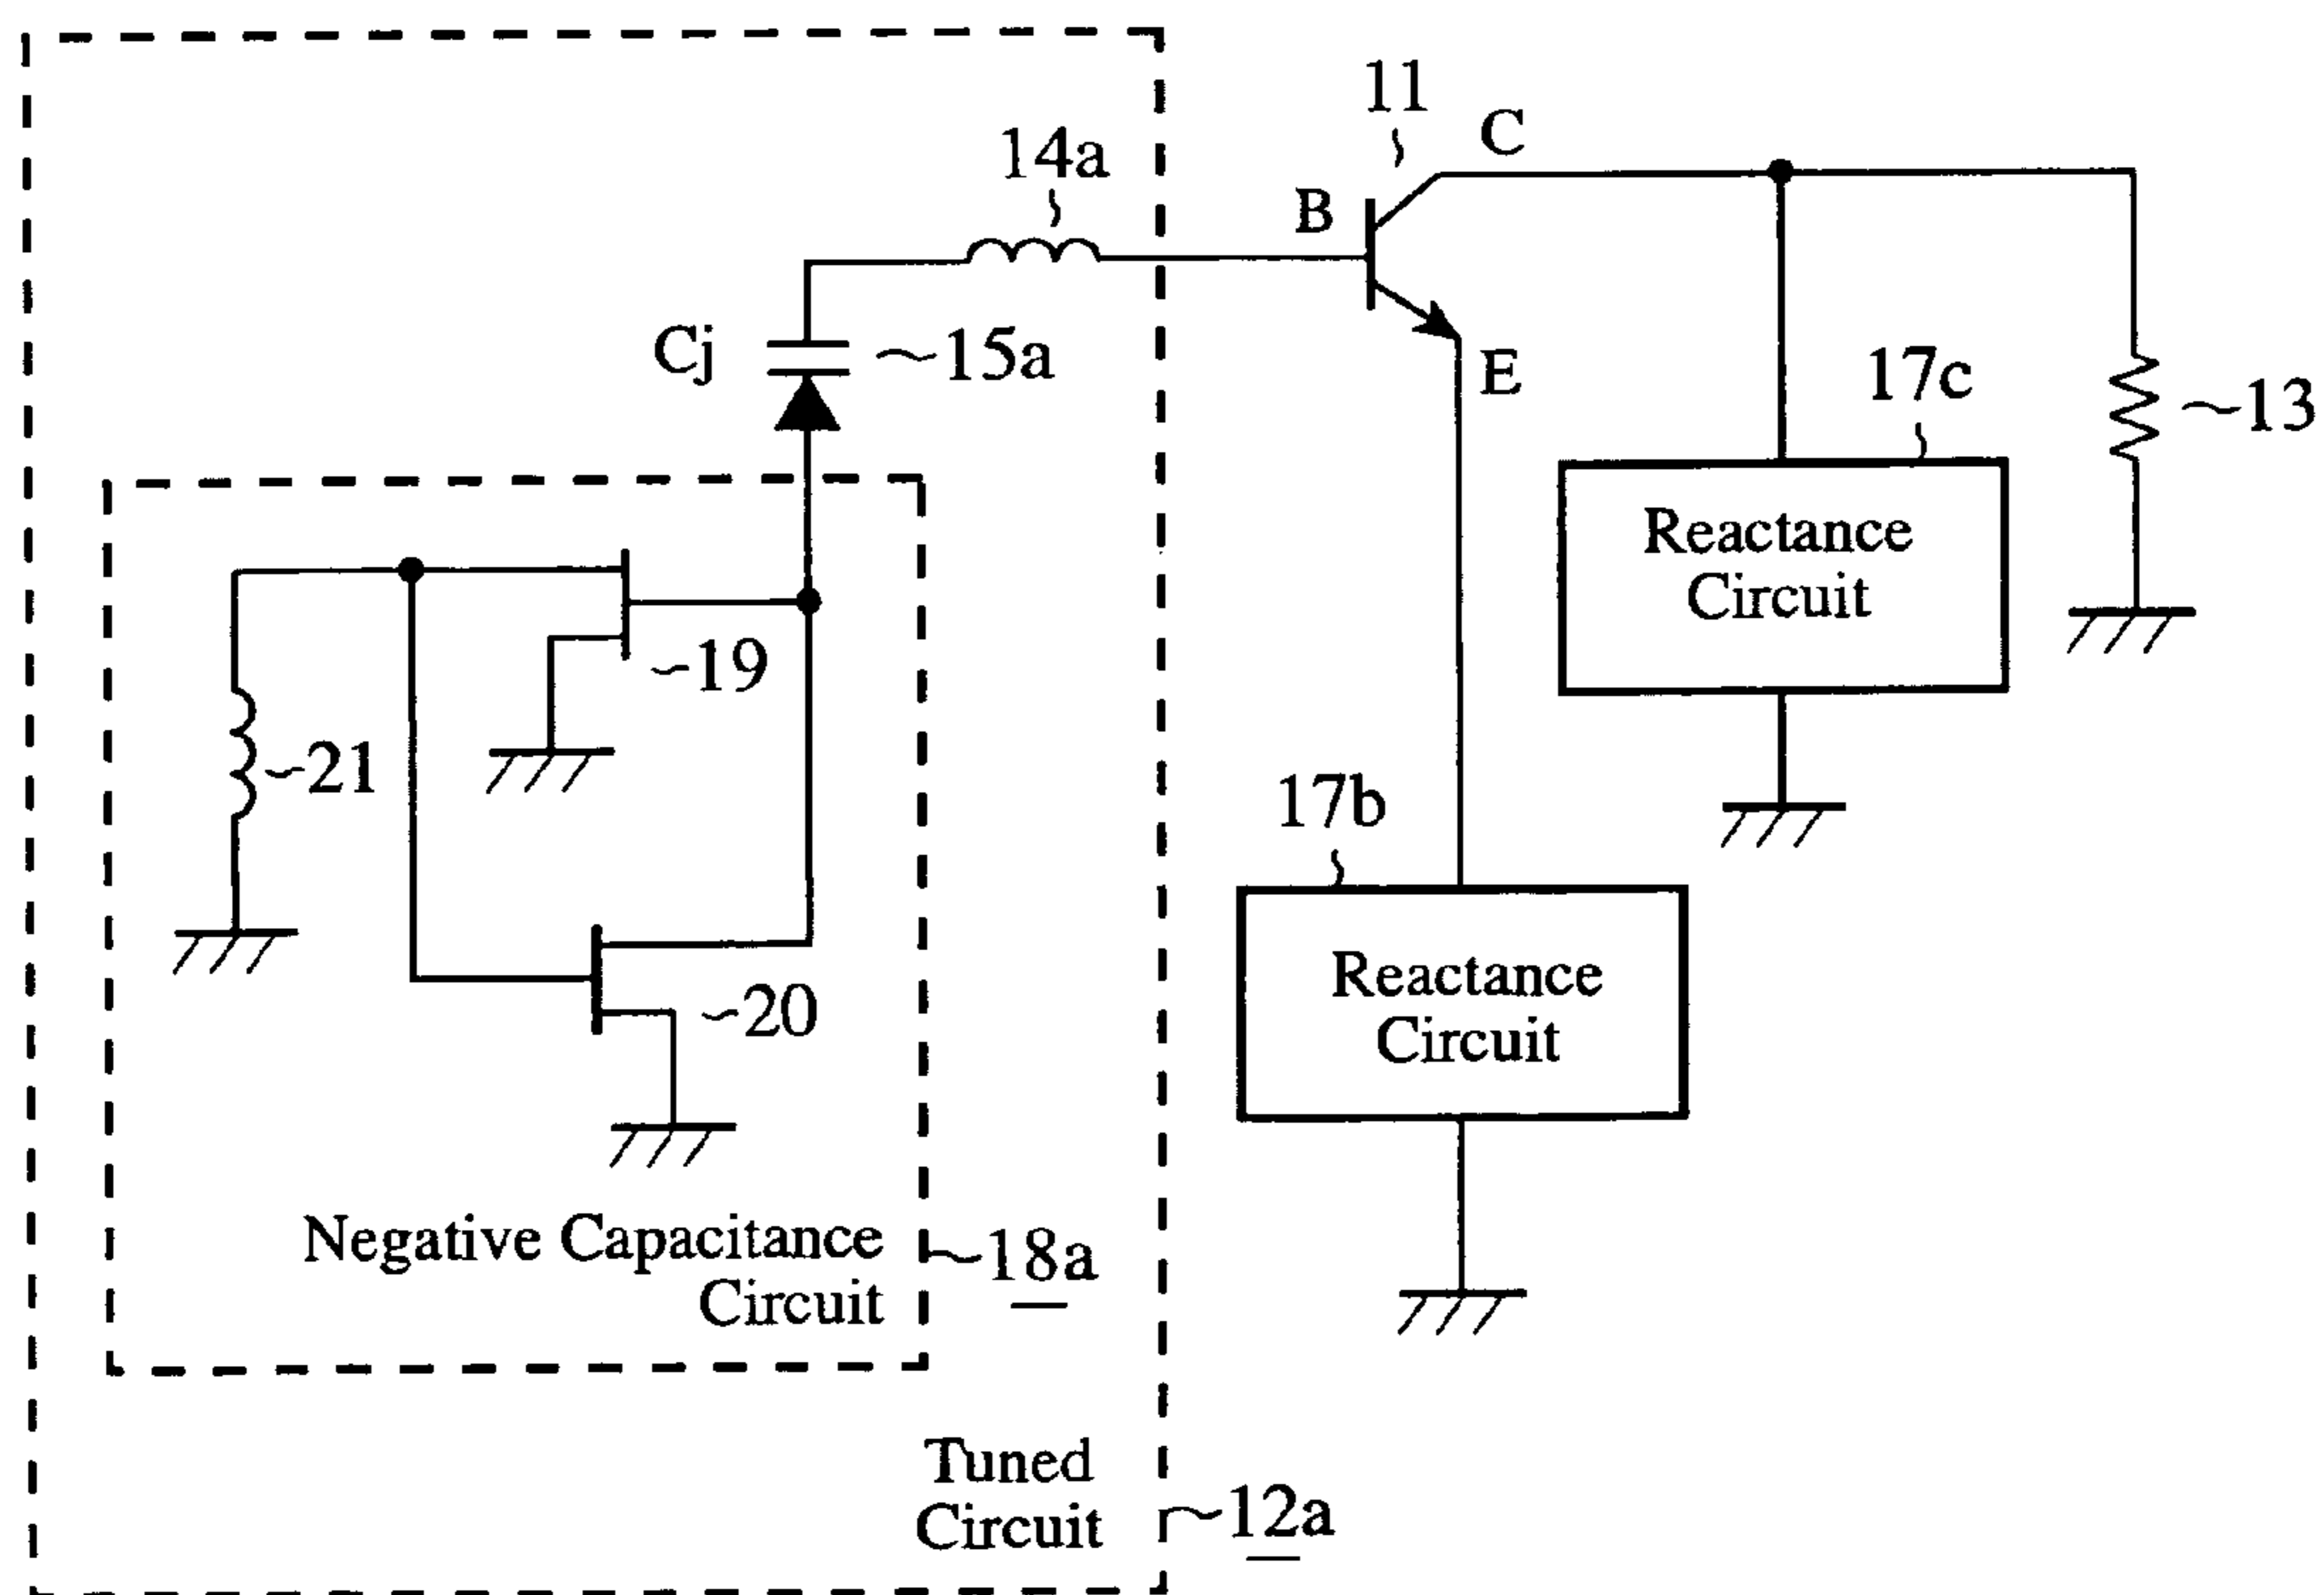 11
C
14a
B
Cj
15a
E
17c
13
Reactance
Circuit
19
21
17b
20
Reactance
Circuit
Negative Capacitance
Circuit
18a
Tuned
Circuit
12a